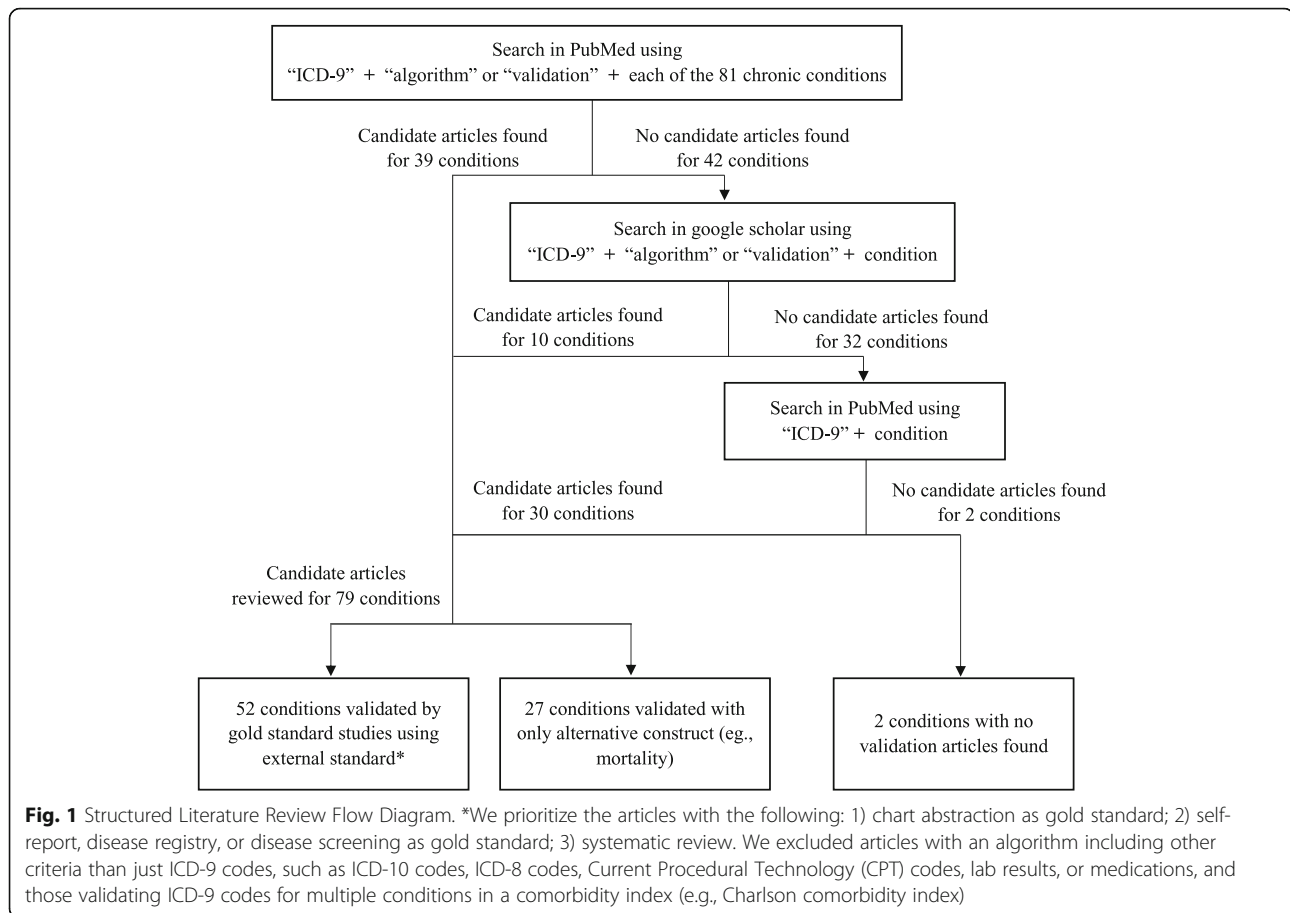 Search in PubMed using
“ICD-9” + “algorithm” or “validation” + each of the 81 chronic conditions
Candidate articles found
for 39 conditions
No candidate articles found
for 42 conditions
Search in google scholar using
“ICD-9” + “algorithm” or “validation” + condition
Candidate articles found
for 10 conditions
No candidate articles found
for 32 conditions
Search in PubMed using
“ICD-9” + condition
Candidate articles found
for 30 conditions
No candidate articles found
for 2 conditions
Candidate articles
reviewed for 79 conditions
52 conditions validated by
gold standard studies using
external standard*
27 conditions validated with
only alternative construct (eg.,
mortality)
2 conditions with no
validation articles found
Fig. 1 Structured Literature Review Flow Diagram. *We prioritize the articles with the following: 1) chart abstraction as gold standard; 2) self-
report, disease registry, or disease screening as gold standard; 3) systematic review. We excluded articles with an algorithm including other
criteria than just ICD-9 codes, such as ICD-10 codes, ICD-8 codes, Current Procedural Technology (CPT) codes, lab results, or medications, and
those validating ICD-9 codes for multiple conditions in a comorbidity index (e.g., Charlson comorbidity index)